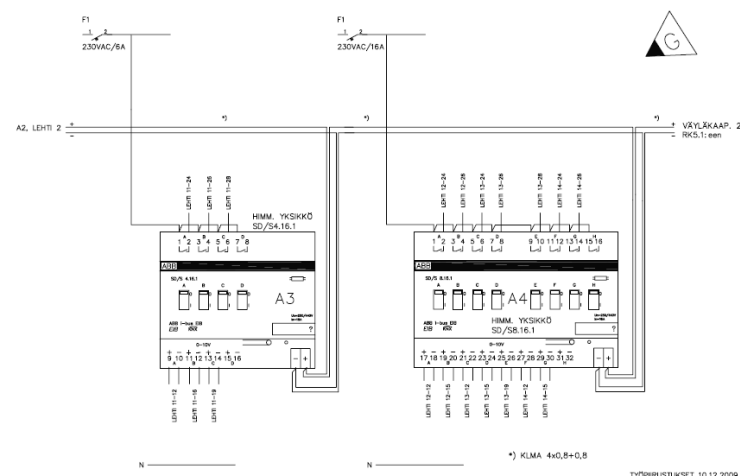 F1
1 2
230VAC/6A
F1
1 2
230VAC/16A
G
A2, LEHTI 2 + −
*)
*)
*)
+ VÄYLÄKAAP. 2
− RK5.1: een
LEHTI 11-24
LEHTI 11-26
LEHTI 11-28
HIMM. YKSIKKÖ
SD/S4.16.1
A B C D
1 2 3 4 5 6 7 8
ABB
SD/S 4.16.1
A B C D
A3
ABB i-bus EIB
EIB
?
0-10V
+ − + − + − + −
9 10 11 12 13 14 15 16
A B C D
− +
LEHTI 11-12
LEHTI 11-16
LEHTI 11-19
N
LEHTI 12-24
LEHTI 12-28
LEHTI 13-24
LEHTI 13-26
LEHTI 13-28
LEHTI 14-24
LEHTI 14-28
A B C D E F G H
1 2 3 4 5 6 7 8 9 10 11 12 13 14 15 16
ABB
SD/S 8.16.1
A B C D A4 E F G H
HIMM. YKSIKKÖ
SD/S8.16.1
ABB i-bus EIB
EIB
?
0-10V
+ − + − + − + − + − + − + − + −
17 18 19 20 21 22 23 24 25 26 27 28 29 30 31 32
A B C D E F G H
− +
LEHTI 12-12
LEHTI 12-15
LEHTI 13-12
LEHTI 13-15
LEHTI 13-19
LEHTI 14-12
LEHTI 14-15
N
*) KLMA 4x0,8+0,8
TYÖPIIRUSTUKSET 10.12.2009